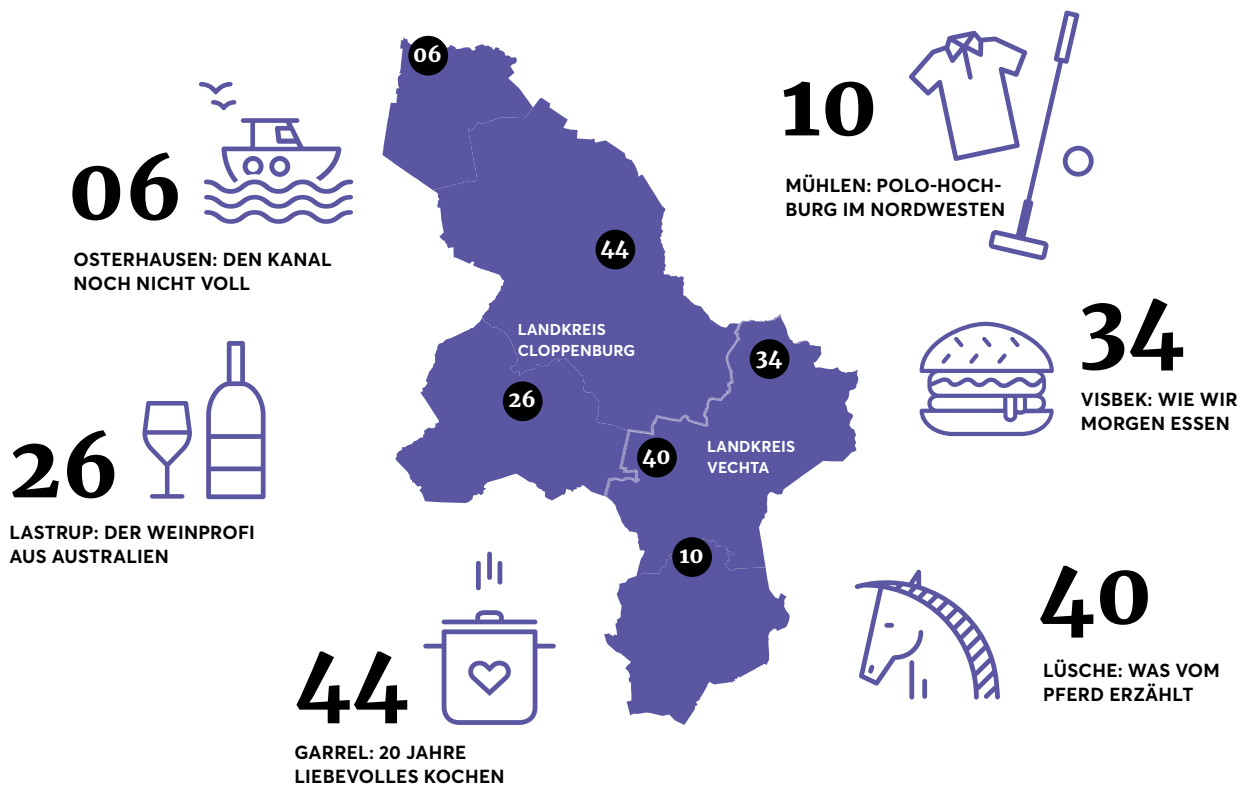 06
OSTERHAUSEN: DEN KANAL
NOCH NICHT VOLL
26
LASTRUP: DER WEINPROFI
AUS AUSTRALIEN
44
GARREL: 20 JAHRE
LIEBEVOLLES KOCHEN
06
44
LANDKREIS
CLOPPENBURG
34
26
40
LANDKREIS
VECHTA
10
10
MÜHLEN: POLO-HOCH-
BURG IM NORDWESTEN
34
VISBEK: WIE WIR
MORGEN ESSEN
40
LÜSCHE: WAS VOM
PFERD ERZÄHLT